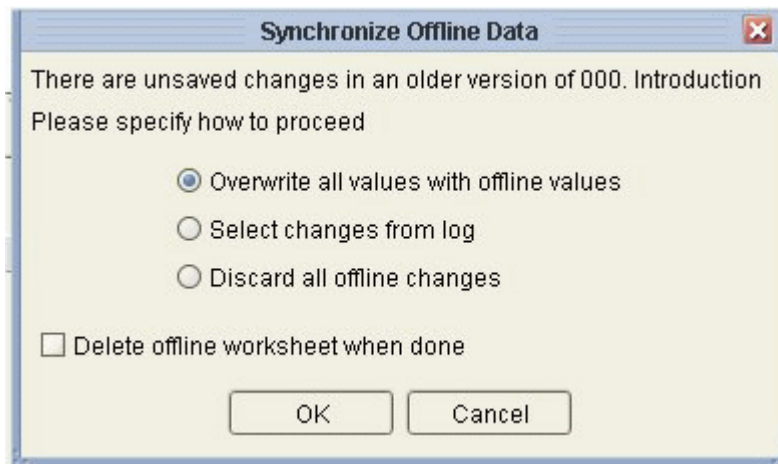 Synchronize Offline Data
There are unsaved changes in an older version of 000. Introduction
Please specify how to proceed
Overwrite all values with offline values
Select changes from log
Discard all offline changes
Delete offline worksheet when done
OK Cancel